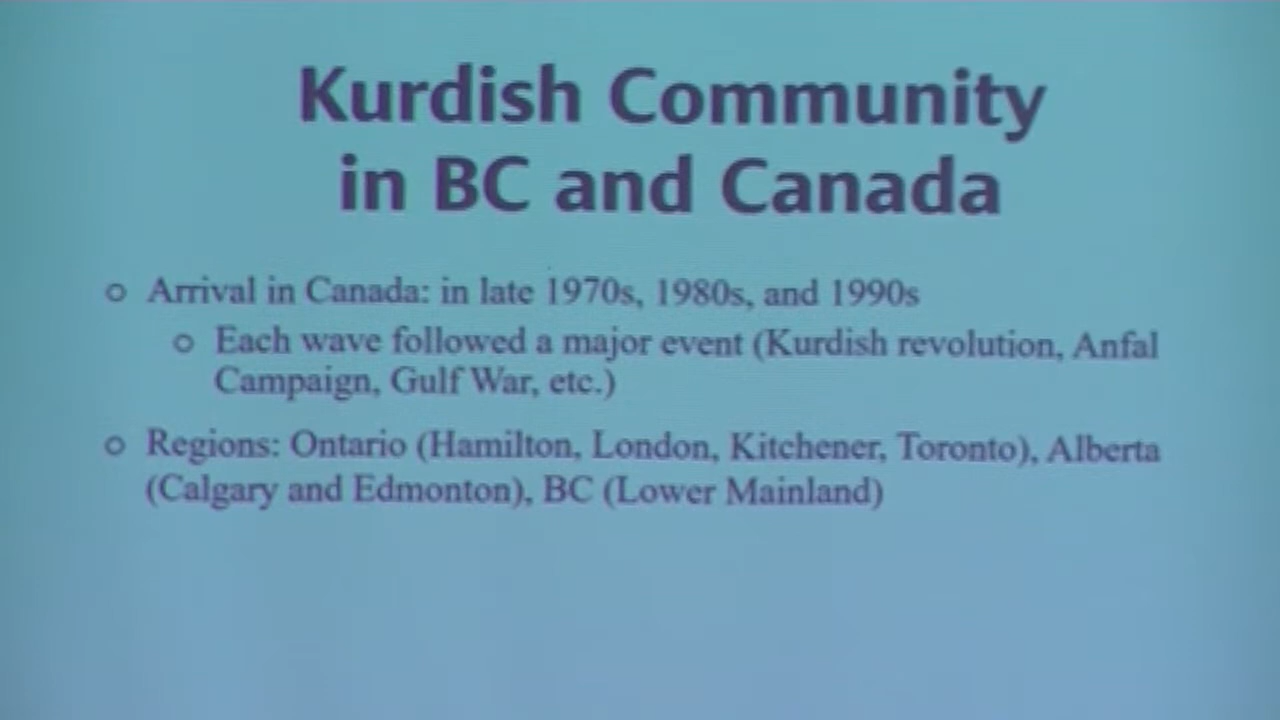 Kurdish Community
in BC and Canada
Arrival in Canada: in late 1970s, 1980s, and 1990s
Each wave followed a major event (Kurdish revolution, Anfal
Campaign, Gulf War, etc.)
Regions: Ontario (Hamilton, London, Kitchener, Toronto), Alberta
(Calgary and Edmonton), BC (Lower Mainland)